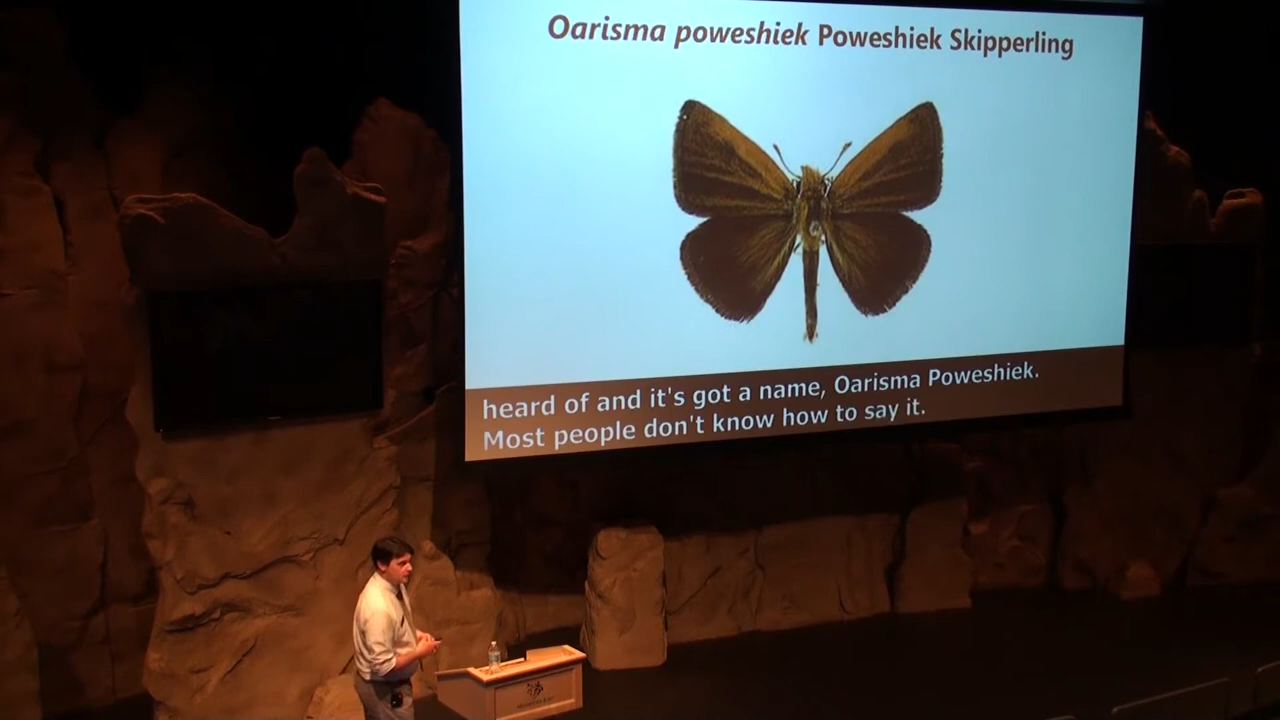 Oarisma poweshiek Poweshiek Skipperling
heard of and it's got a name, Oarisma Poweshiek.
Most people don't know how to say it.